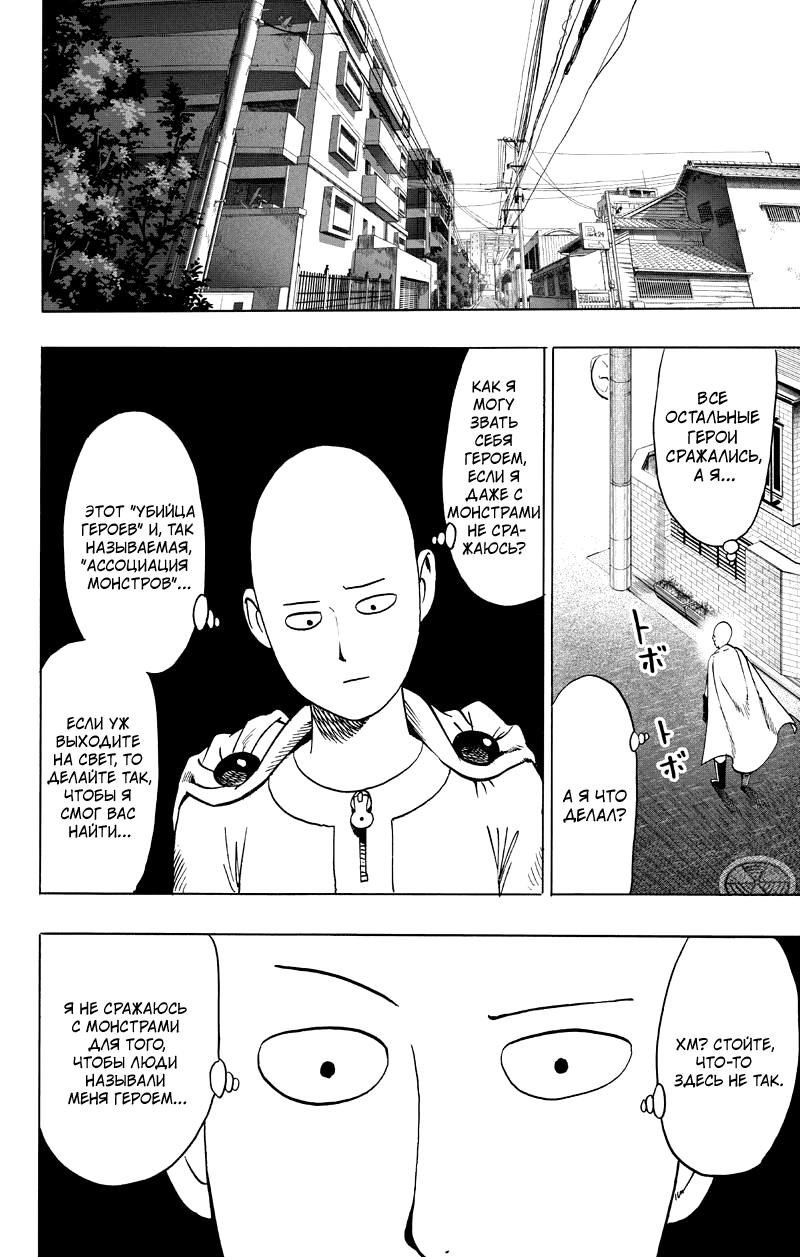 ВСЕ
ОСТАЛЬНЫЕ
ГЕРОИ
СРАЖАЛИСЬ,
А Я...
А Я ЧТО
ДЕЛАЛ?
トボ
トボ
КАК Я
МОГУ
ЗВАТЬ
СЕБЯ
ГЕРОЕМ,
ЕСЛИ Я
ДАЖЕ С
МОНСТРАМИ
НЕ СРА-
ЖАЮСЬ?
ЭТОТ "УБИЙЦА
ГЕРОЕВ" И, ТАК
НАЗЫВАЕМАЯ,
"АССОЦИАЦИЯ
МОНСТРОВ"...
ЕСЛИ УЖ
ВЫХОДИТЕ
НА СВЕТ, ТО
ДЕЛАЙТЕ ТАК,
ЧТОБЫ Я
СМОГ ВАС
НАЙТИ...
ХМ? СТОЙТЕ,
ЧТО-ТО
ЗДЕСЬ НЕ ТАК.
Я НЕ СРАЖАЮСЬ
С МОНСТРАМИ
ДЛЯ ТОГО,
ЧТОБЫ ЛЮДИ
НАЗЫВАЛИ
МЕНЯ ГЕРОЕМ...